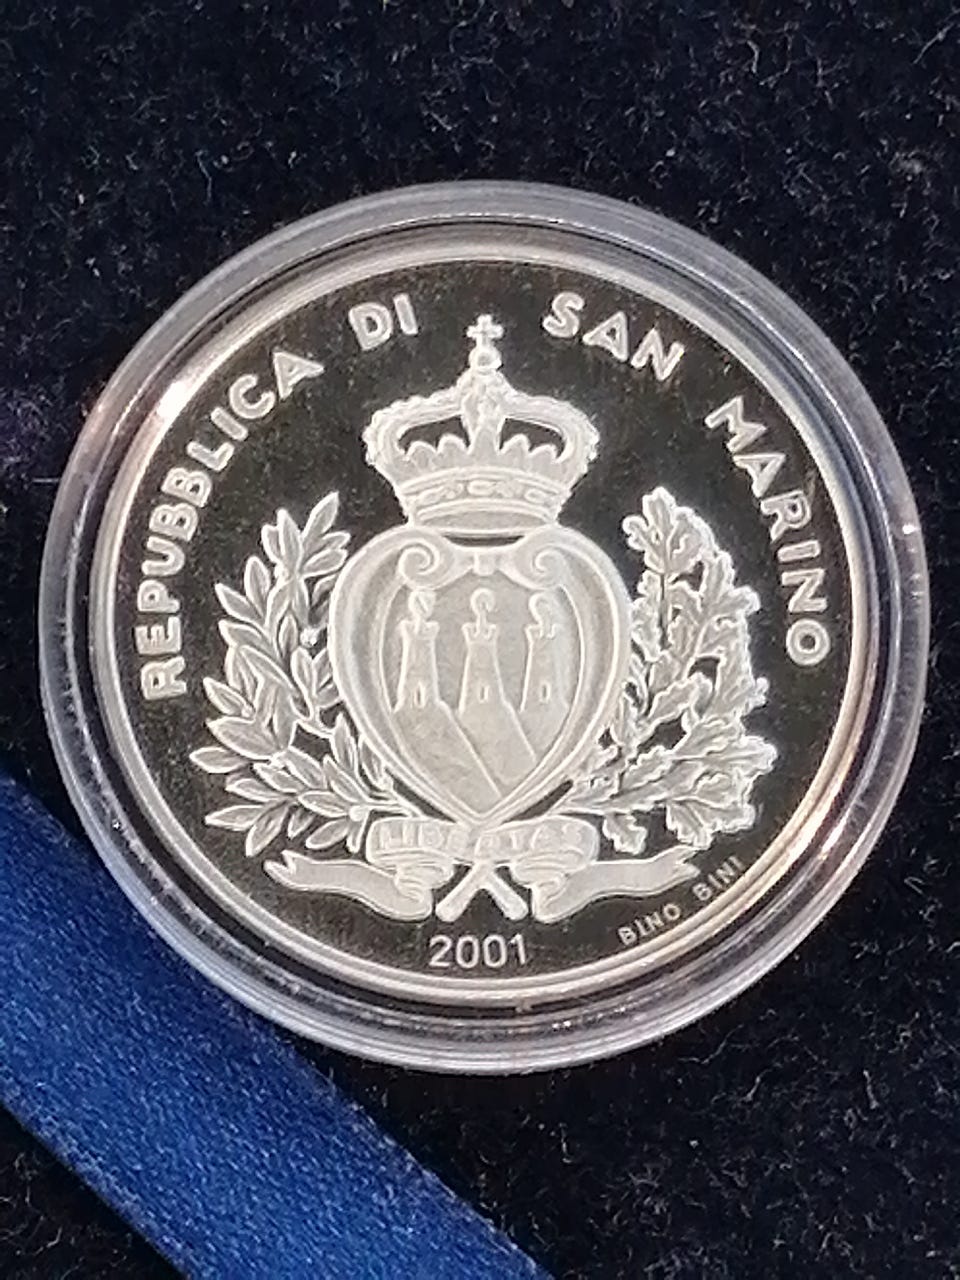 REPUBBLICA DI SAN MARINO
LIBERTAS
2001
BINO BINI